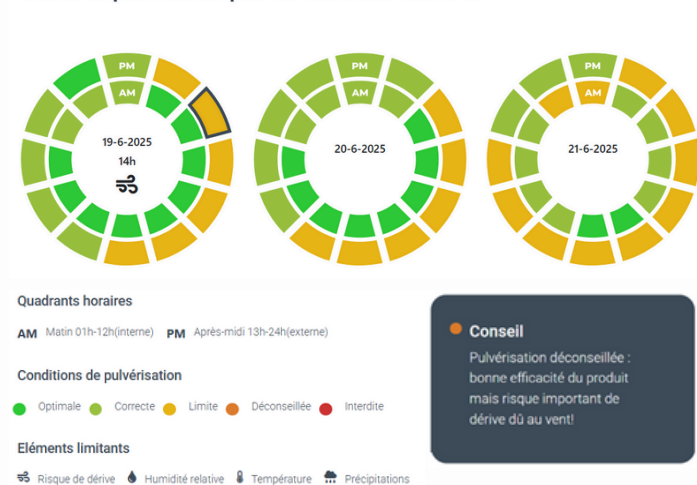 PM
AM
19-6-2025
14h
PM
AM
20-6-2025
PM
AM
21-6-2025
Quadrants horaires
AM Matin 01h-12h(interne) PM Après-midi 13h-24h(externe)
Conditions de pulvérisation
Optimale Correcte Limite Déconseillée Interdite
Eléments limitants
Risque de dérive Humidité relative Température Précipitations
Conseil
Pulvérisation déconseillée :
bonne efficacité du produit
mais risque important de
dérive dû au vent!